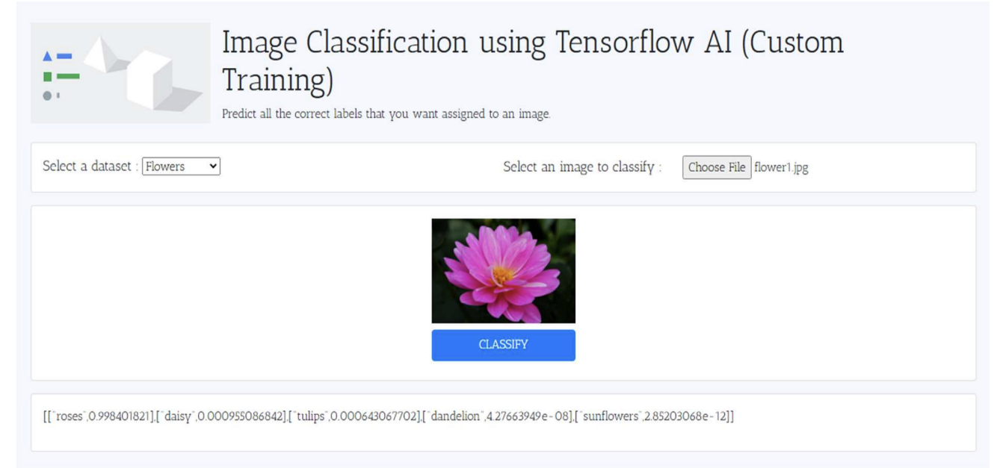 Image Classification using Tensorflow AI (Custom
Training)
Predict all the correct labels that you want assigned to an image.
Select a dataset : Flowers
Select an image to classify : Choose File flower1.jpg
CLASSIFY
[["roses",0.998401821],["daisy",0.000955086842],["tulips",0.000643067702],["dandelion",4.27663949e-08],["sunflowers",2.85203068e-12]]